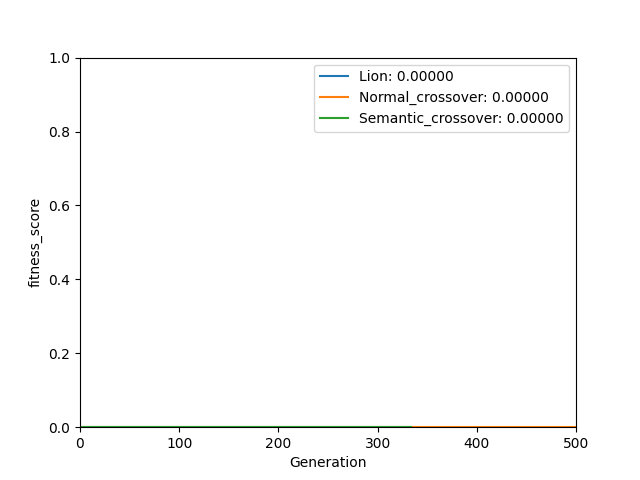 1.0
0.8
0.6
0.4
0.2
0.0
fitness_score
Lion: 0.00000
Normal_crossover: 0.00000
Semantic_crossover: 0.00000
0 100 200 300 400 500
Generation